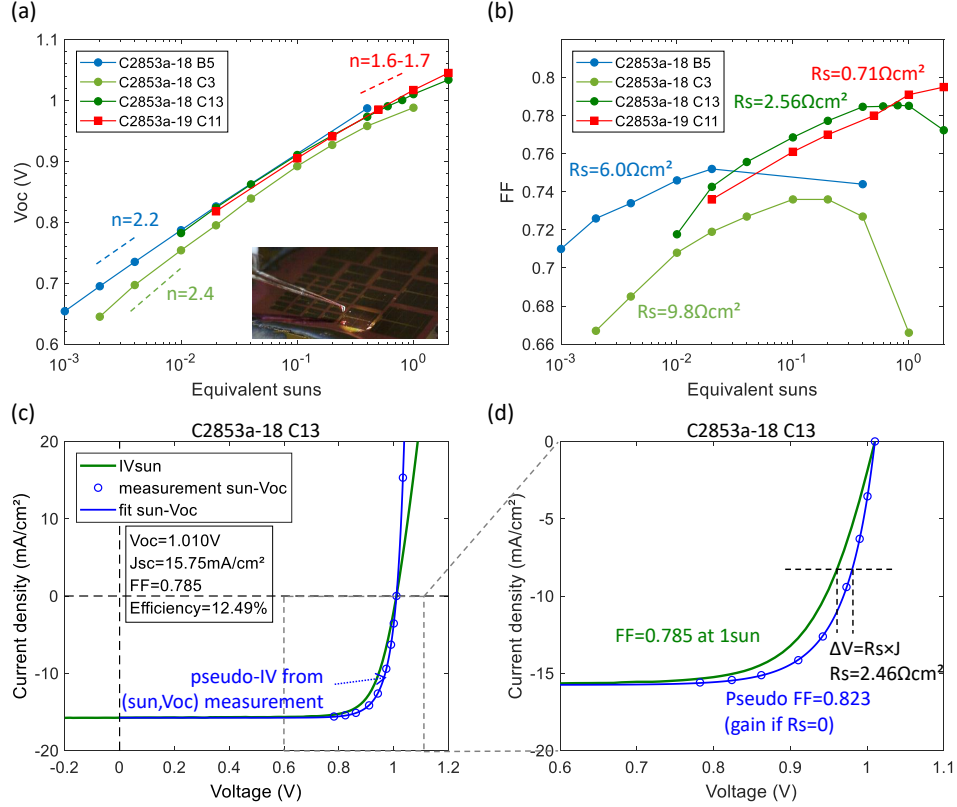 (a)
1.1
1
0.9
0.8
0.7
0.6
Voc (V)
C2853a-18 B5
C2853a-18 C3
C2853a-18 C13
C2853a-19 C11
n=1.6-1.7
n=2.2
n=2.4
10⁻³
10⁻²
10⁻¹
10⁰
Equivalent suns
(b)
0.8
0.78
0.76
0.74
0.72
0.7
0.68
0.66
FF
C2853a-18 B5
C2853a-18 C3
C2853a-18 C13
C2853a-19 C11
Rs=0.71Ωcm²
Rs=2.56Ωcm²
Rs=6.0Ωcm²
Rs=9.8Ωcm²
10⁻³
10⁻²
10⁻¹
10⁰
Equivalent suns
(c)
C2853a-18 C13
20
10
0
-10
-20
Current density (mA/cm²)
IVsun
measurement sun-Voc
fit sun-Voc
Voc=1.010V
Jsc=15.75mA/cm²
FF=0.785
Efficiency=12.49%
pseudo-IV from
(sun,Voc) measurement
-0.2
0
0.2
0.4
0.6
0.8
1
1.2
Voltage (V)
(d)
C2853a-18 C13
0
-5
-10
-15
-20
Current density (mA/cm²)
FF=0.785 at 1sun
ΔV=Rs×J
Rs=2.46Ωcm²
Pseudo FF=0.823
(gain if Rs=0)
0.6
0.7
0.8
0.9
1
1.1
Voltage (V)